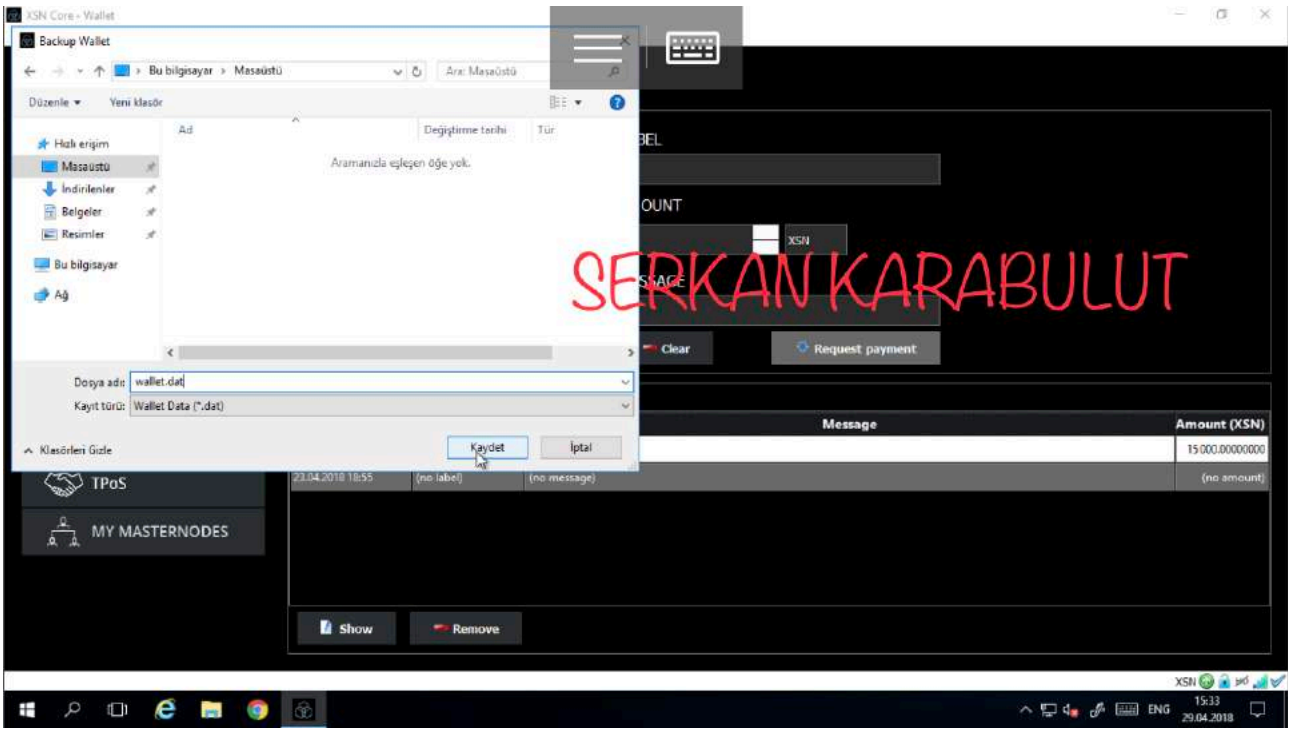 XSN Core - Wallet
Backup Wallet
Bu bilgisayar > Masaüstü
Ara: Masaüstü
Düzenle
Yeni klasör
Ad
Değiştirme tarihi
Tür
Aramanızla eşleşen öğe yok.
Hızlı erişim
Masaüstü
İndirilenler
Belgeler
Resimler
Bu bilgisayar
Ağ
Dosya adı: wallet.dat
Kayıt türü: Wallet Data (*.dat)
Klasörleri Gizle
Kaydet
İptal
BEL
OUNT
XSN
SSAGE
SERKAN KARABULUT
Clear
Request payment
Message
Amount (XSN)
15 000.00000000
23.04.2018 18:55
(no label)
(no message)
(no amount)
TPoS
MY MASTERNODES
Show
Remove
XSN
ENG
15:33
29.04.2018